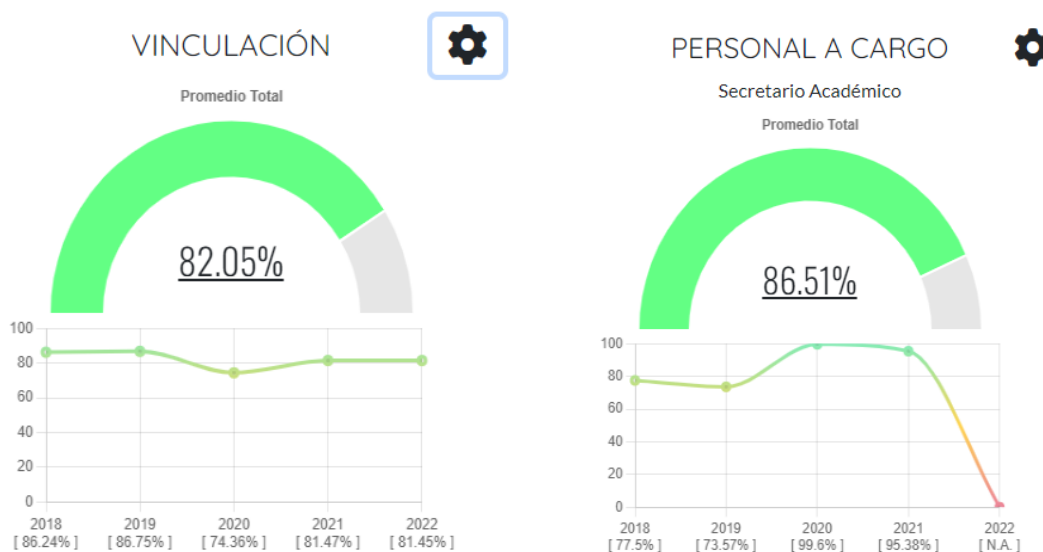 VINCULACIÓN
Promedio Total
82.05%
100
80
60
40
20
0
2018 2019 2020 2021 2022
[ 86.24% ] [ 86.75% ] [ 74.36% ] [ 81.47% ] [ 81.45% ]
PERSONAL A CARGO
Secretario Académico
Promedio Total
86.51%
100
80
60
40
20
0
2018 2019 2020 2021 2022
[ 77.5% ] [ 73.57% ] [ 99.6% ] [ 95.38% ] [ N.A. ]